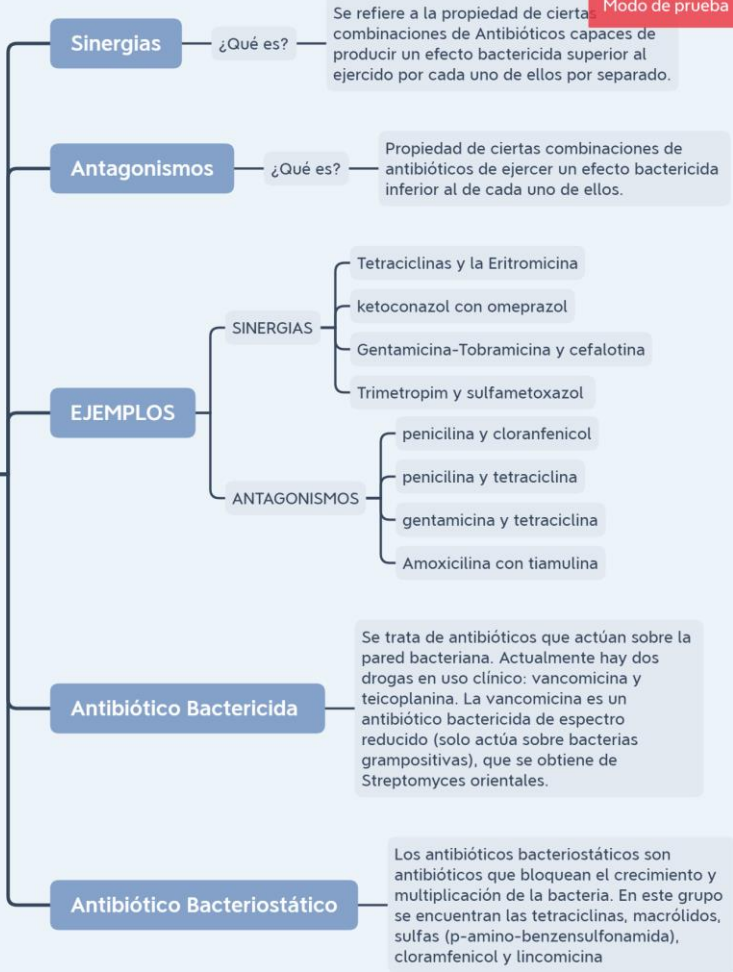 Modo de prueba
Sinergias
¿Qué es?
Se refiere a la propiedad de ciertas
combinaciones de Antibióticos capaces de
producir un efecto bactericida superior al
ejercido por cada uno de ellos por separado.
Antagonismos
¿Qué es?
Propiedad de ciertas combinaciones de
antibióticos de ejercer un efecto bactericida
inferior al de cada uno de ellos.
EJEMPLOS
SINERGIAS
Tetraciclinas y la Eritromicina
ketoconazol con omeprazol
Gentamicina-Tobramicina y cefalotina
Trimetropim y sulfametoxazol
ANTAGONISMOS
penicilina y cloranfenicol
penicilina y tetraciclina
gentamicina y tetraciclina
Amoxicilina con tiamulina
Antibiótico Bactericida
Se trata de antibióticos que actúan sobre la
pared bacteriana. Actualmente hay dos
drogas en uso clínico: vancomicina y
teicoplanina. La vancomicina es un
antibiótico bactericida de espectro
reducido (solo actúa sobre bacterias
grampositivas), que se obtiene de
Streptomyces orientales.
Antibiótico Bacteriostático
Los antibióticos bacteriostáticos son
antibióticos que bloquean el crecimiento y
multiplicación de la bacteria. En este grupo
se encuentran las tetraciclinas, macrólidos,
sulfas (p-amino-benzensulfonamida),
cloramfenicol y lincomicina